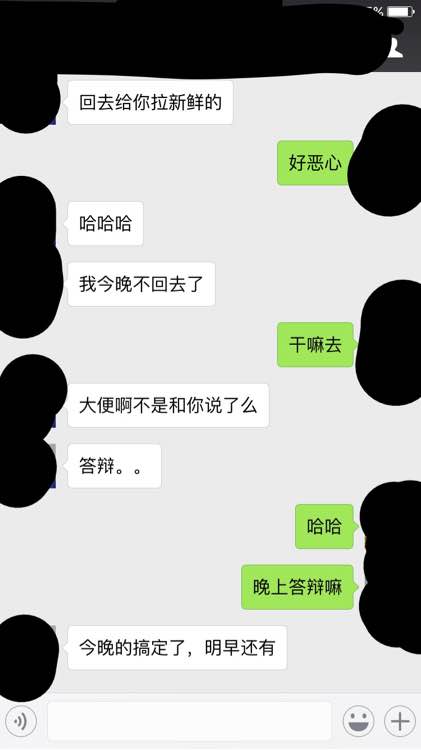 回去给你拉新鲜的
好恶心
哈哈哈
我今晚不回去了
干嘛去
大便啊不是和你说了么
答辩。。
哈哈
晚上答辩嘛
今晚的搞定了，明早还有